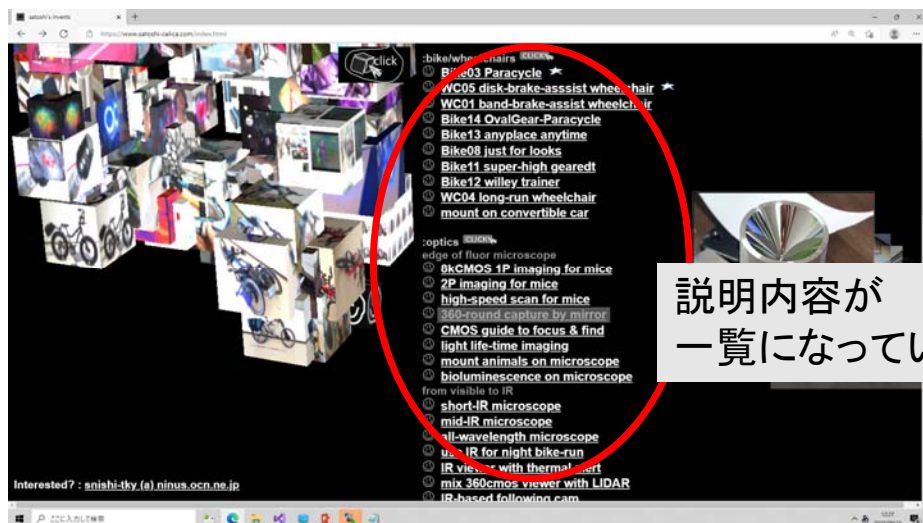 satoshi's invents
https://www.satoshi-calica.com/index.html
click
:bike/wheelchairs CLICK
Bike03 Paracycle
WC05 disk-brake-asssist wheelchair
WC01 band-brake-assist wheelchair
Bike14 OvalGear-Paracycle
Bike13 anyplace anytime
Bike08 just for looks
Bike11 super-high gearedt
Bike12 willey trainer
WC04 long-run wheelchair
mount on convertible car
:optics CLICK
edge of fluor microscope
8kCMOS 1P imaging for mice
2P imaging for mice
high-speed scan for mice
360-round capture by mirror
CMOS guide to focus & find
light life-time imaging
mount animals on microscope
bioluminescence on microscope
from visible to IR
short-IR microscope
mid-IR microscope
all-wavelength microscope
use IR for night bike-run
IR viewer with thermal alert
mix 360cmos viewer with LIDAR
IR-based following cam
説明内容が
一覧になってい
Interested? : snishi-tky (a) ninus.ocn.ne.jp
ここに入力して検索